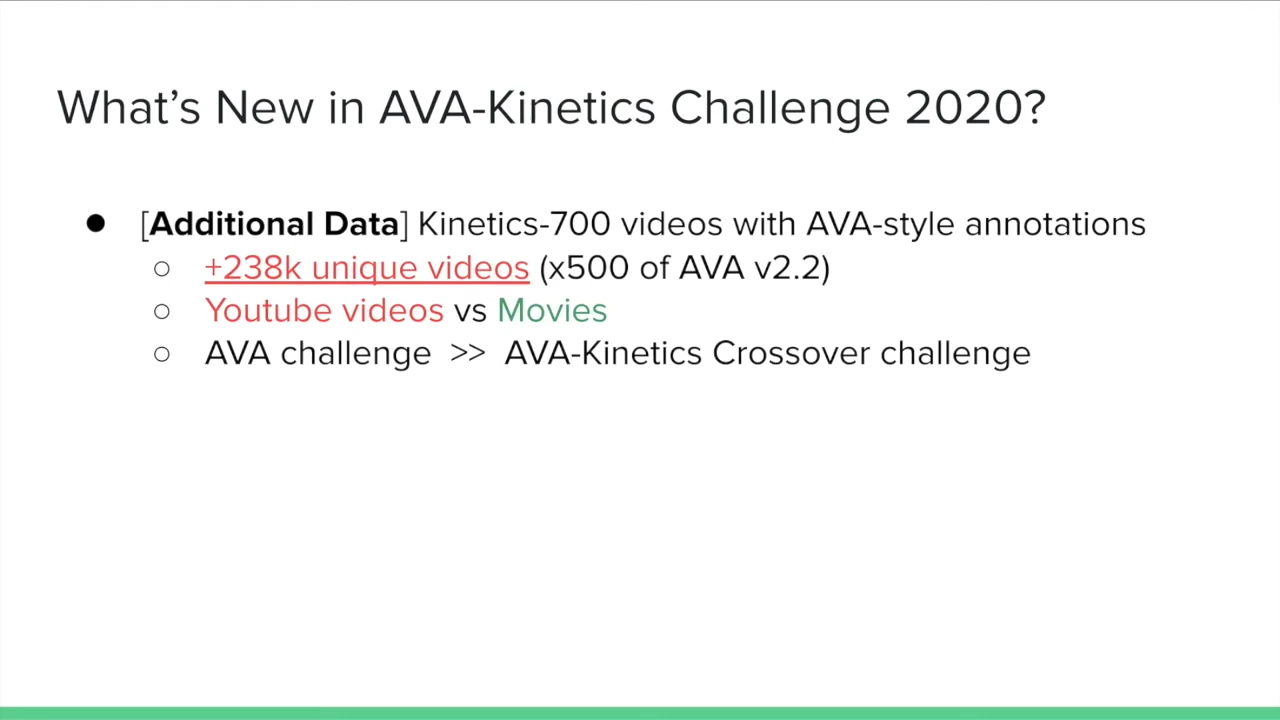 What's New in AVA-Kinetics Challenge 2020?
● [Additional Data] Kinetics-700 videos with AVA-style annotations
○ +238k unique videos (x500 of AVA v2.2)
○ Youtube videos vs Movies
○ AVA challenge >> AVA-Kinetics Crossover challenge